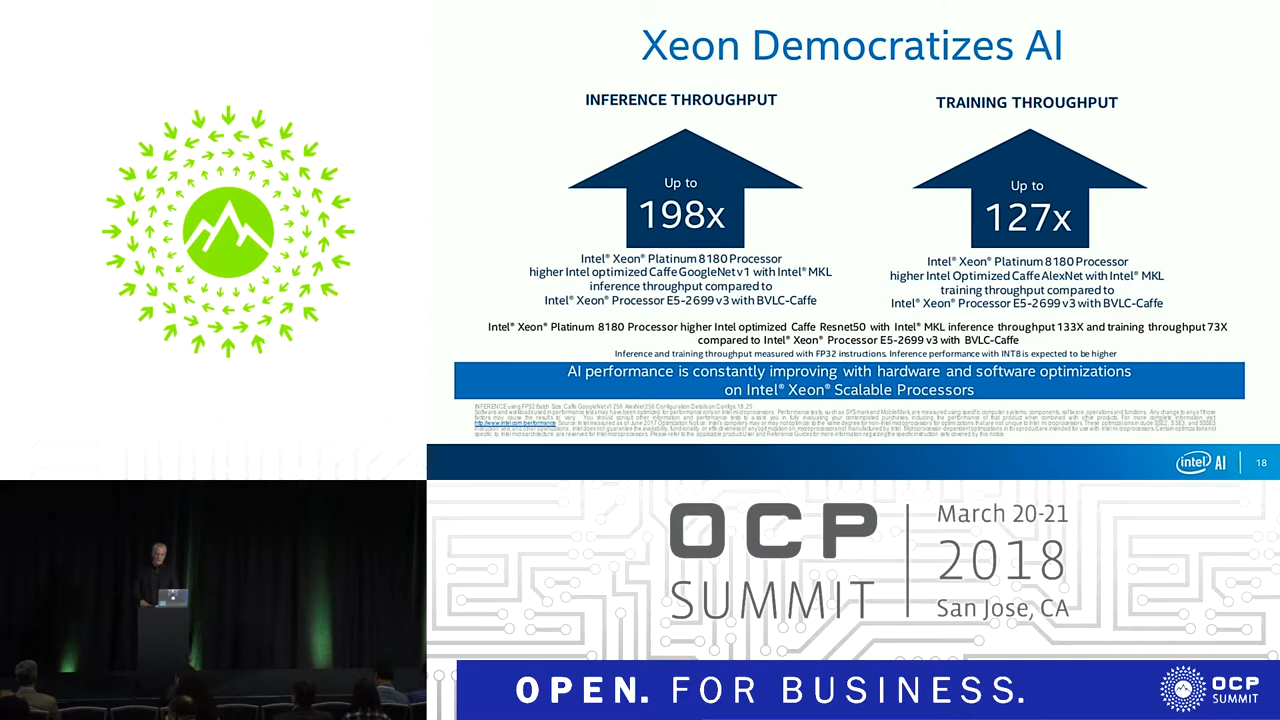 Xeon Democratizes AI
INFERENCE THROUGHPUT
Up to
198x
Intel® Xeon® Platinum 8180 Processor
higher Intel optimized Caffe GoogleNet v1 with Intel® MKL
inference throughput compared to
Intel® Xeon® Processor E5-2699 v3 with BVLC-Caffe
TRAINING THROUGHPUT
Up to
127x
Intel® Xeon® Platinum 8180 Processor
higher Intel Optimized Caffe AlexNet with Intel® MKL
training throughput compared to
Intel® Xeon® Processor E5-2699 v3 with BVLC-Caffe
Intel® Xeon® Platinum 8180 Processor higher Intel optimized Caffe Resnet50 with Intel® MKL inference throughput 133X and training throughput 73X
compared to Intel® Xeon® Processor E5-2699 v3 with BVLC-Caffe
Inference and training throughput measured with FP32 instructions. Inference performance with INT8 is expected to be higher
AI performance is constantly improving with hardware and software optimizations
on Intel® Xeon® Scalable Processors
intel AI
18
OCP
SUMMIT
March 20-21
2018
San Jose, CA
OPEN. FOR BUSINESS.
OCP
SUMMIT